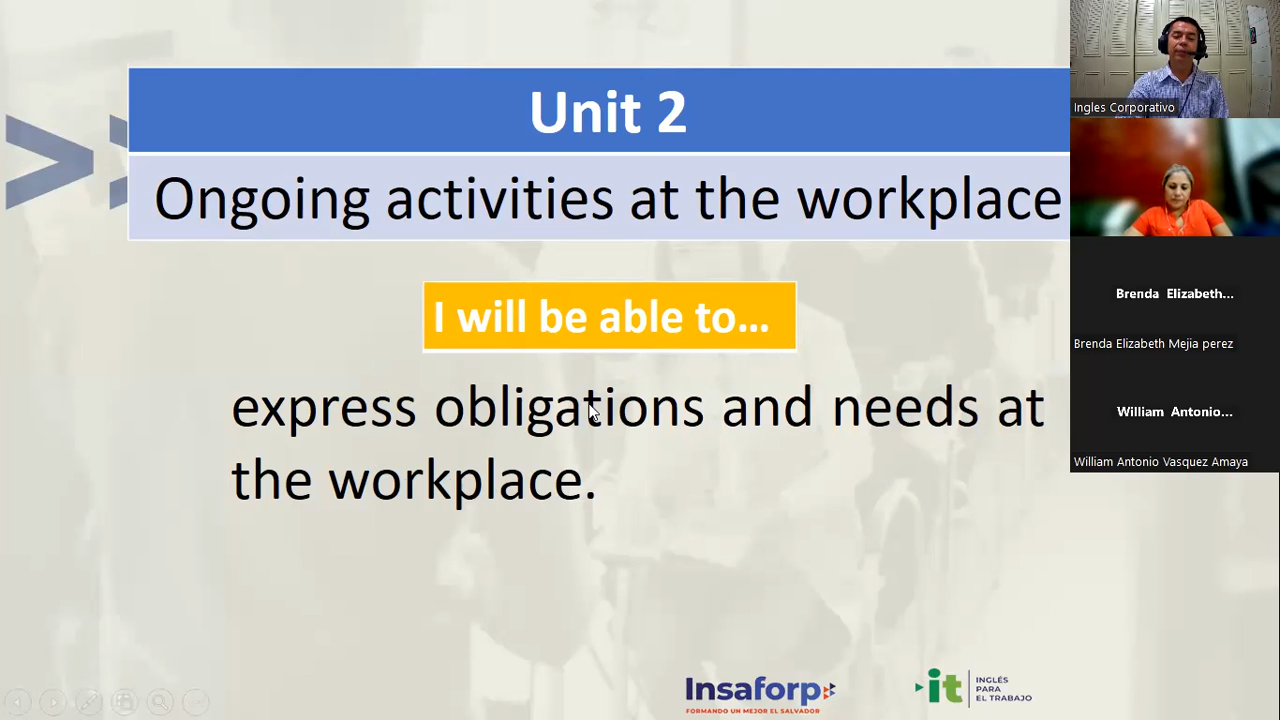 Unit 2
Ongoing activities at the workplace
I will be able to...
express obligations and needs at
the workplace.
Insaforp
FORMANDO UN MEJOR EL SALVADOR
it
INGLÉS
PARA
EL TRABAJO
Ingles Corporativo
Brenda Elizabeth...
Brenda Elizabeth Mejia perez
William Antonio...
William Antonio Vasquez Amaya